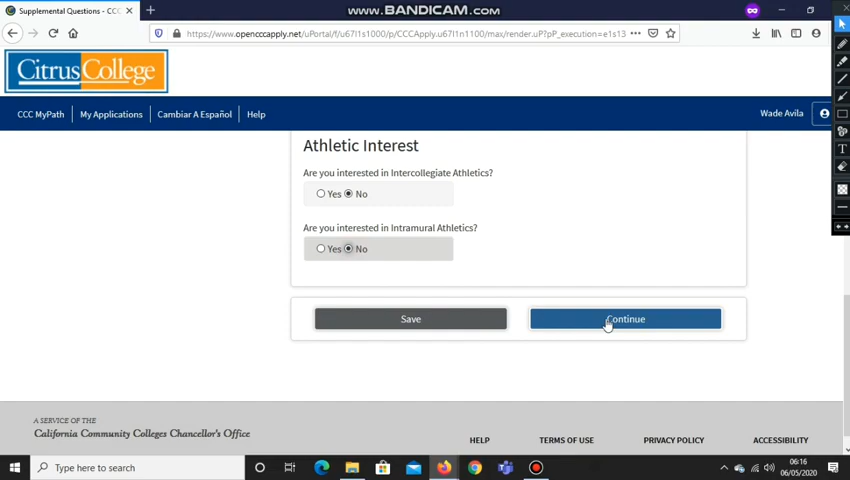 WWW.BANDICAM.COM
Supplemental Questions - CCC
https://www.opencccapply.net/uPortal/f/u67l1s1000/p/CCCApply.u67l1n1100/max/render.uP?pP_execution=e1s13
Citrus College
CCC MyPath My Applications Cambiar A Español Help Wade Avila
Athletic Interest
Are you interested in Intercollegiate Athletics?
Yes No
Are you interested in Intramural Athletics?
Yes No
Save Continue
A SERVICE OF THE
California Community Colleges Chancellor's Office
HELP TERMS OF USE PRIVACY POLICY ACCESSIBILITY
Type here to search
06:16
06/05/2020